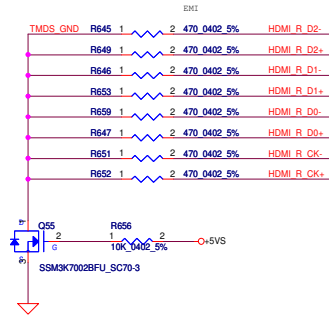 EMI
TMDS_GND R645 1 2 470_0402_5% HDMI_R_D2-
R649 1 2 470_0402_5% HDMI_R_D2+
R646 1 2 470_0402_5% HDMI_R_D1-
R653 1 2 470_0402_5% HDMI_R_D1+
R659 1 2 470_0402_5% HDMI_R_D0-
R647 1 2 470_0402_5% HDMI_R_D0+
R651 1 2 470_0402_5% HDMI_R_CK-
R652 1 2 470_0402_5% HDMI_R_CK+
Q55 R656
2 1 2 +5VS
G 10K_0402_5%
3
SSM3K7002BFU_SC70-3